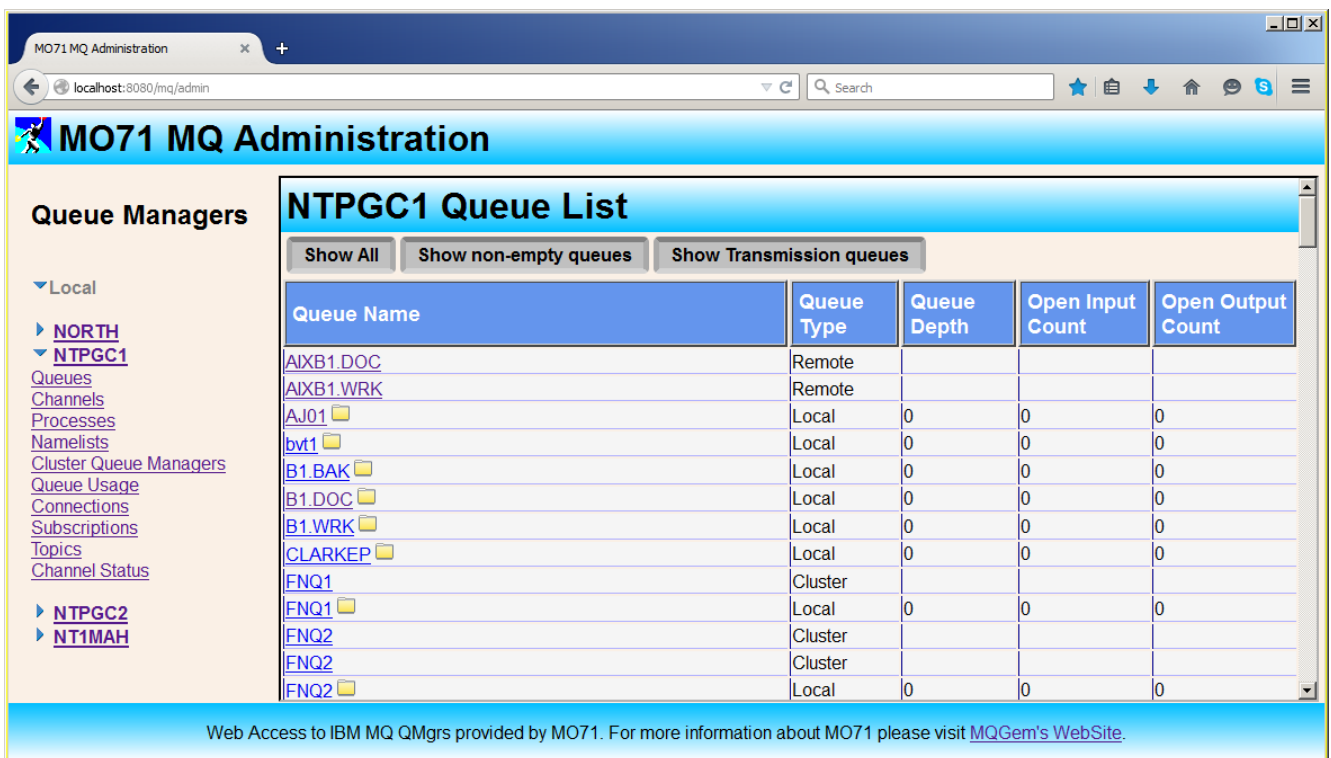 MO71 MQ Administration
localhost:8080/mq/admin
Search
MO71 MQ Administration
Queue Managers
Local
NORTH
NTPGC1
Queues
Channels
Processes
Namelists
Cluster Queue Managers
Queue Usage
Connections
Subscriptions
Topics
Channel Status
NTPGC2
NT1MAH
NTPGC1 Queue List
Show All Show non-empty queues Show Transmission queues
Queue Name Queue Type Queue Depth Open Input Count Open Output Count
AIXB1.DOC Remote
AIXB1.WRK Remote
AJ01 Local 0 0 0
bvt1 Local 0 0 0
B1.BAK Local 0 0 0
B1.DOC Local 0 0 0
B1.WRK Local 0 0 0
CLARKEP Local 0 0 0
FNQ1 Cluster
FNQ1 Local 0 0 0
FNQ2 Cluster
FNQ2 Cluster
FNQ2 Local 0 0 0
Web Access to IBM MQ QMgrs provided by MO71. For more information about MO71 please visit MQGem's WebSite.